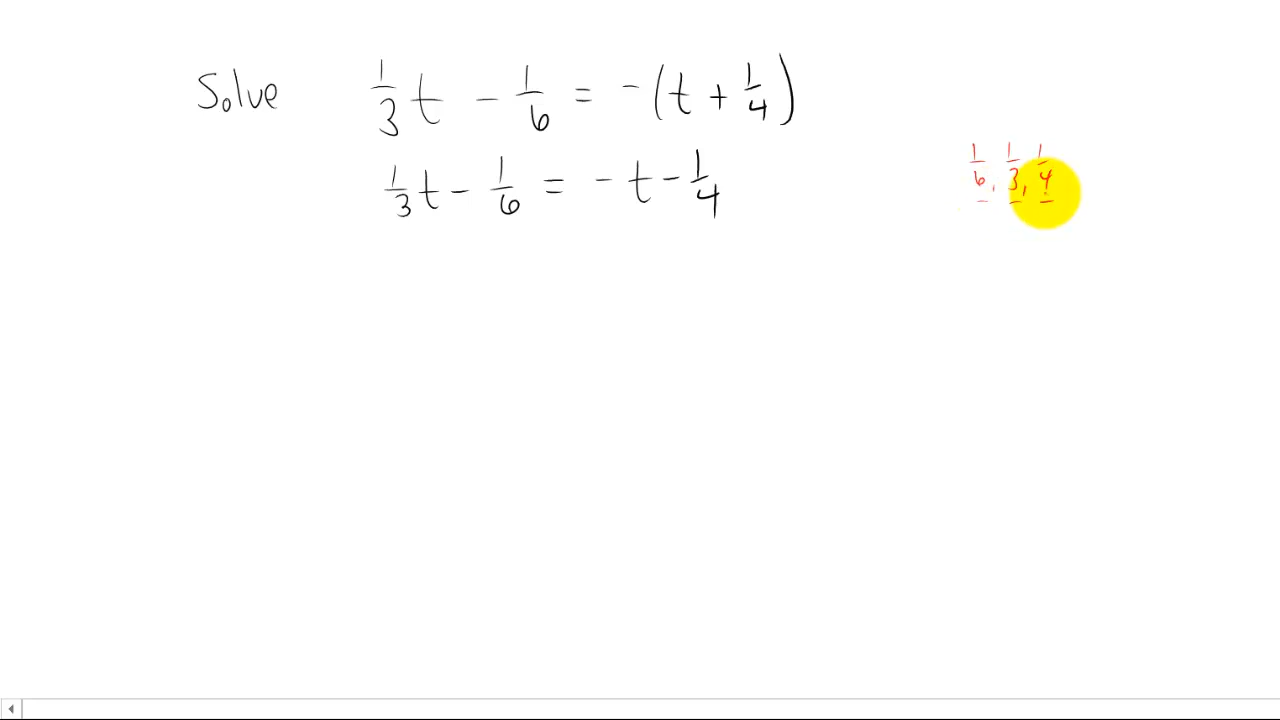 Solve 1/3 t - 1/6 = -(t + 1/4)
1/3 t - 1/6 = -t - 1/4
1/6, 1/3, 1/4